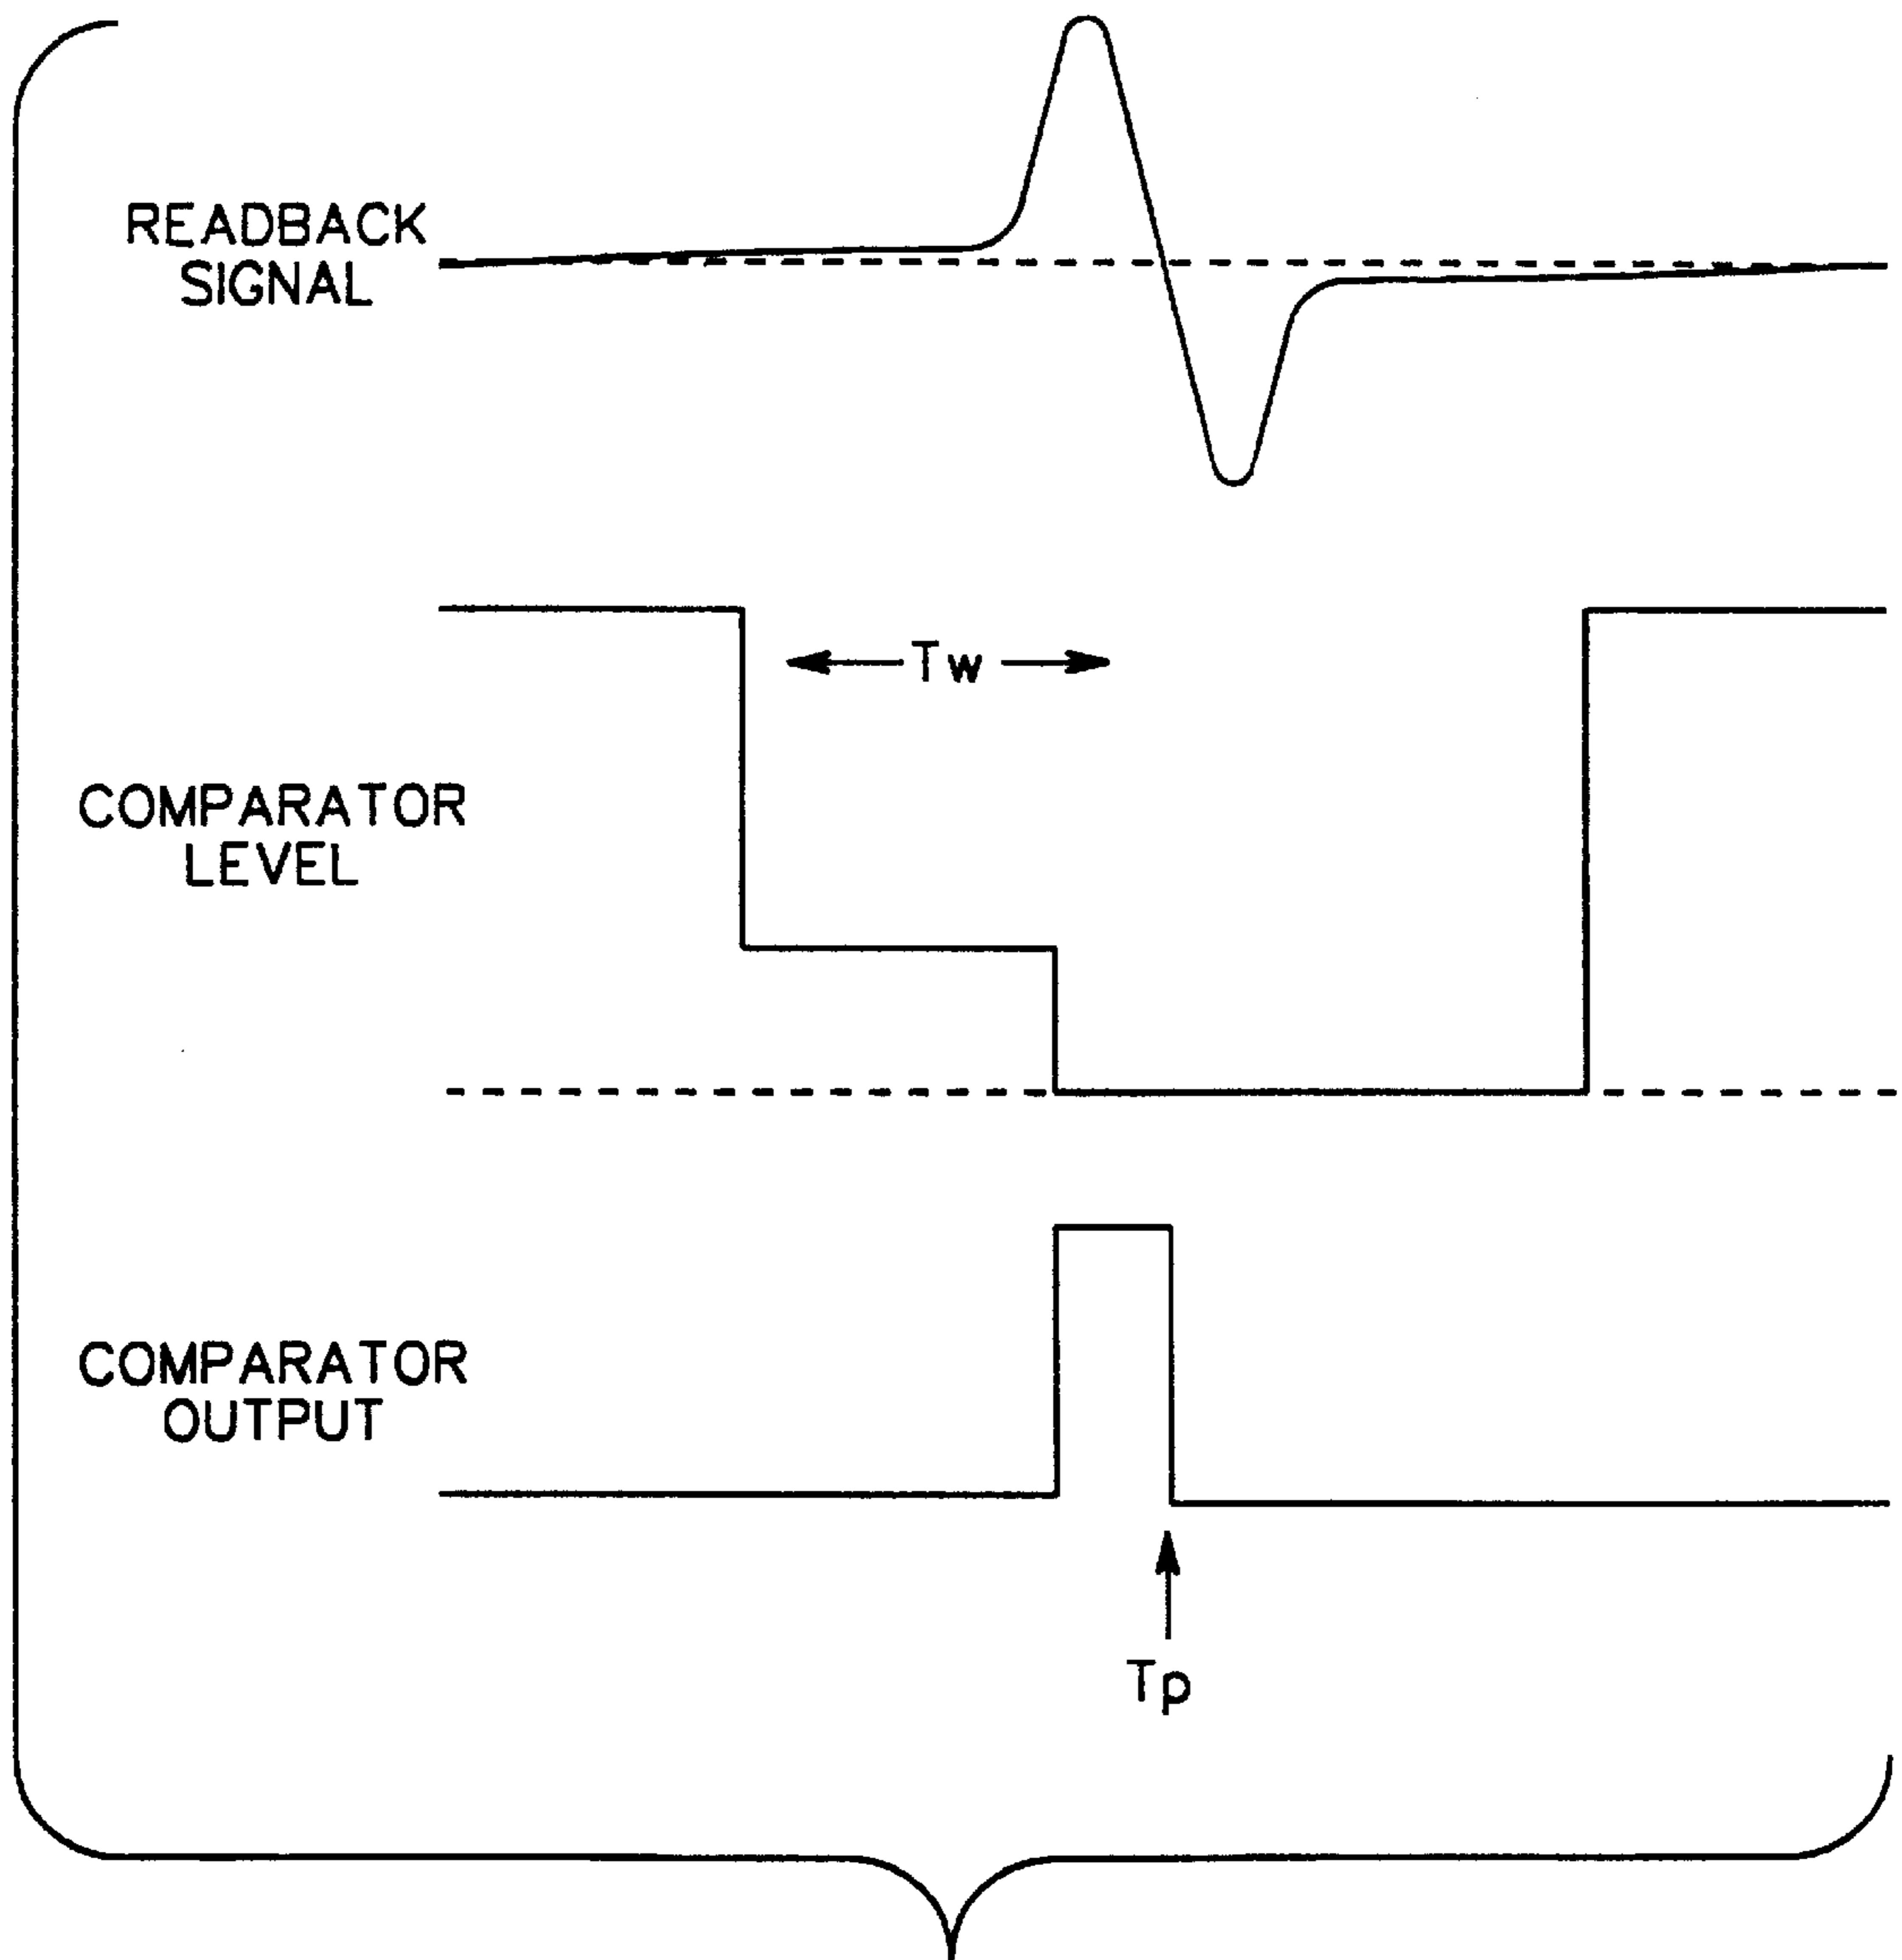 READBACK
SIGNAL
Tw
COMPARATOR
LEVEL
COMPARATOR
OUTPUT
Tp